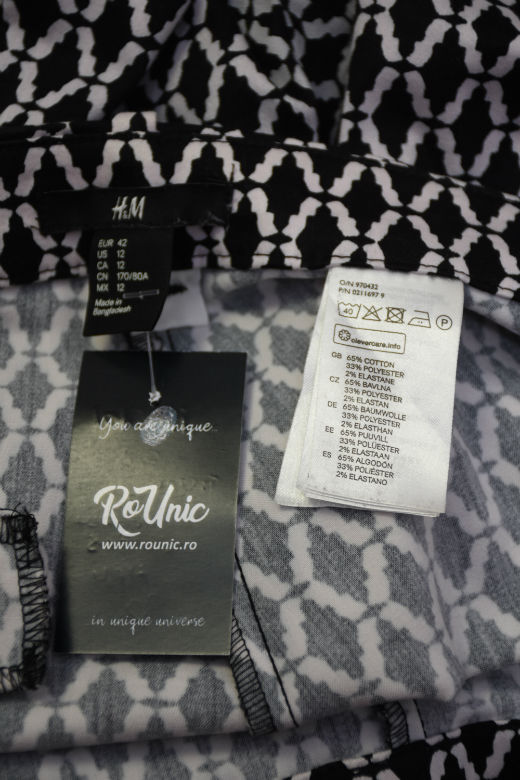 H&M
EUR 42
US 12
CA 12
CN 170/80A
MX 12
Made in
Bangladesh
You are unique...
RoUnic
www.rounic.ro
...in unique universe
O/N 970432
P/N 0211697 9
40
P
clevercare.info
GB 65% COTTON
33% POLYESTER
2% ELASTANE
CZ 65% BAVLNA
33% POLYESTER
2% ELASTAN
DE 65% BAUMWOLLE
33% POLYESTER
2% ELASTHAN
EE 65% PUUVILL
33% POLÜESTER
2% ELASTAAN
ES 65% ALGODÓN
33% POLIÉSTER
2% ELASTANO